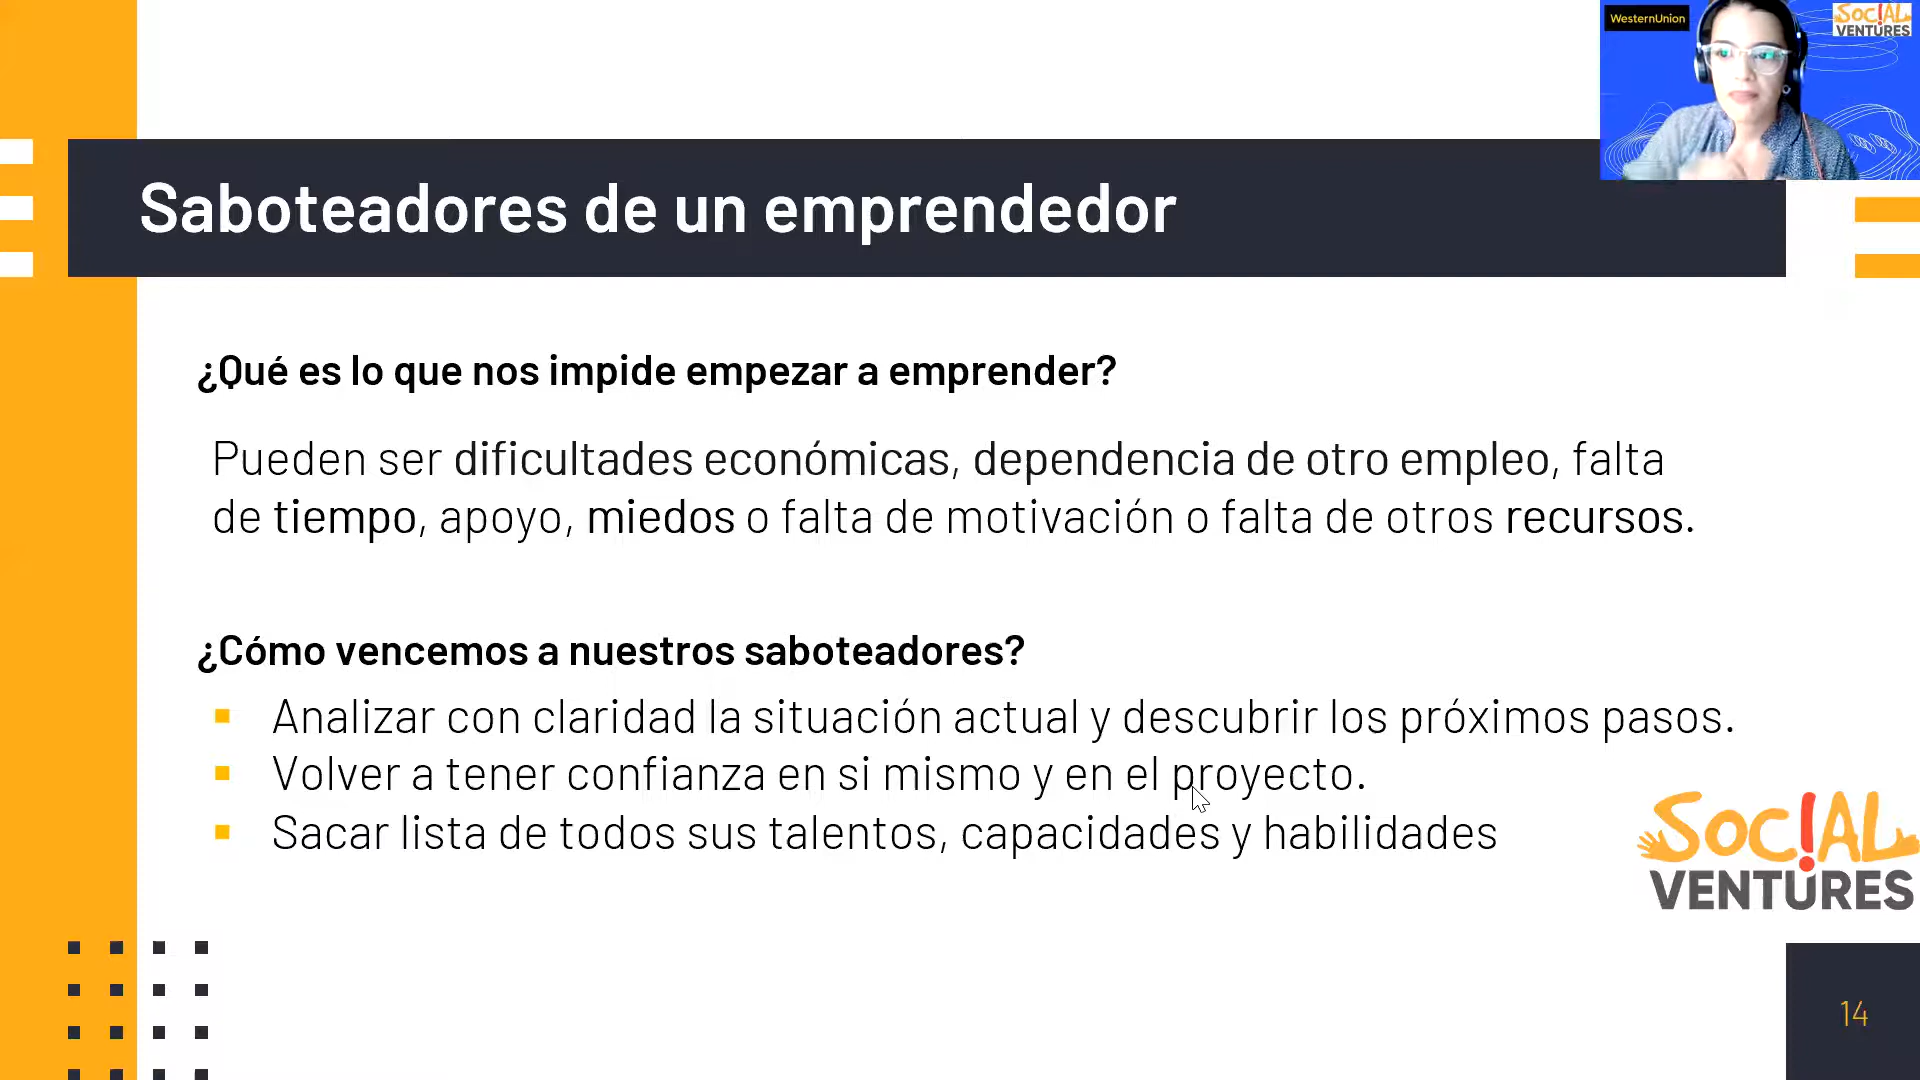 WesternUnion
Soc!AL
VENTURES
Saboteadores de un emprendedor
¿Qué es lo que nos impide empezar a emprender?
Pueden ser dificultades económicas, dependencia de otro empleo, falta
de tiempo, apoyo, miedos o falta de motivación o falta de otros recursos.
¿Cómo vencemos a nuestros saboteadores?
▪ Analizar con claridad la situación actual y descubrir los próximos pasos.
▪ Volver a tener confianza en si mismo y en el proyecto.
▪ Sacar lista de todos sus talentos, capacidades y habilidades
Soc!AL
VENTURES
14